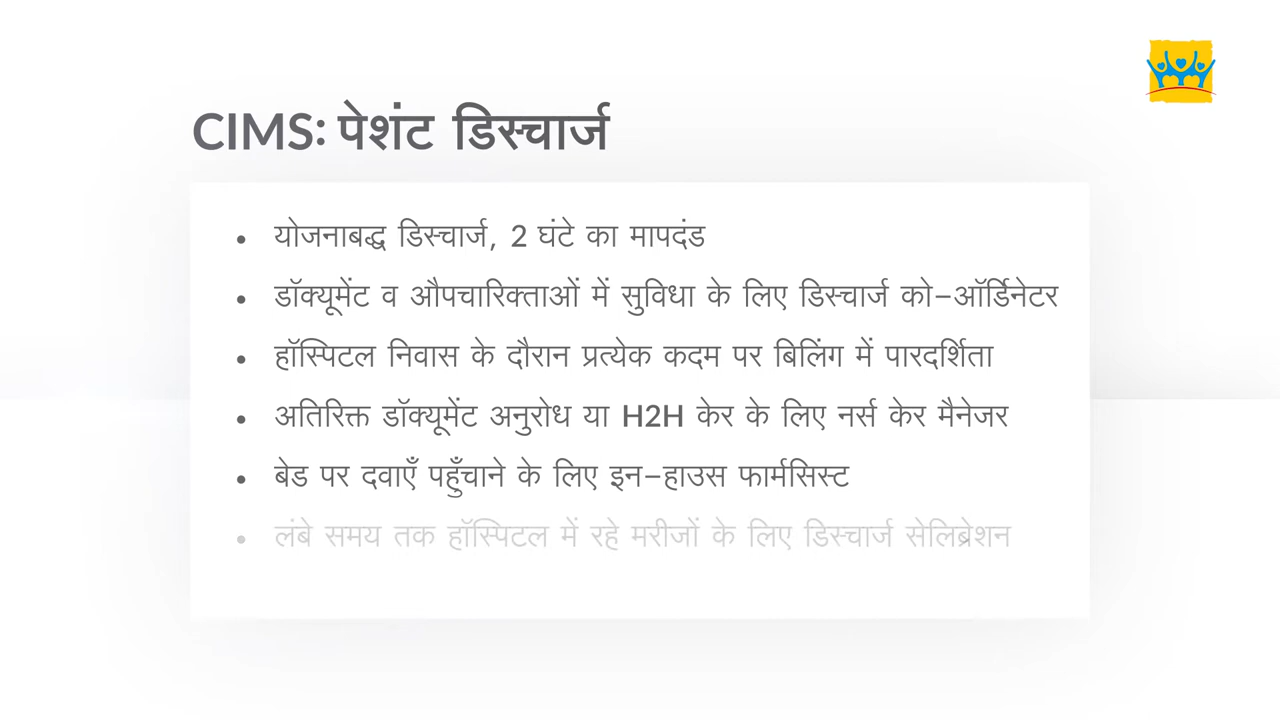 CIMS: पेशंट डिस्चार्ज
• योजनाबद्ध डिस्चार्ज, 2 घंटे का मापदंड
• डॉक्यूमेंट व औपचारिक्ताओं में सुविधा के लिए डिस्चार्ज को-ऑर्डिनेटर
• हॉस्पिटल निवास के दौरान प्रत्येक कदम पर बिलिंग में पारदर्शिता
• अतिरिक्त डॉक्यूमेंट अनुरोध या H2H केर के लिए नर्स केर मैनेजर
• बेड पर दवाएँ पहुँचाने के लिए इन-हाउस फार्मसिस्ट
• लंबे समय तक हॉस्पिटल में रहे मरीजों के लिए डिस्चार्ज सेलिब्रेशन